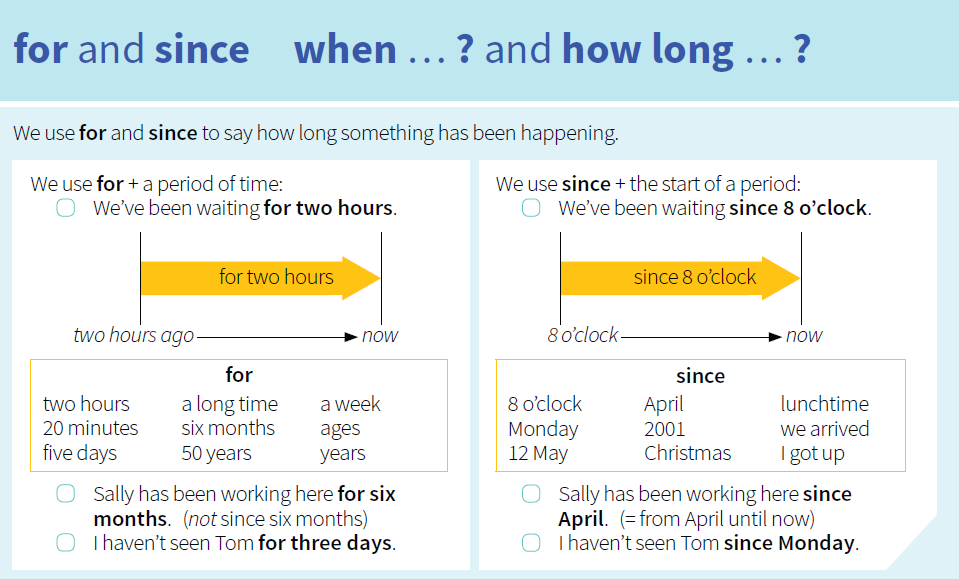 for and since when … ? and how long … ?
We use for and since to say how long something has been happening.
We use for + a period of time:
We’ve been waiting for two hours.
for two hours
two hours ago now
for
two hours a long time a week
20 minutes six months ages
five days 50 years years
Sally has been working here for six
months. (not since six months)
I haven’t seen Tom for three days.
We use since + the start of a period:
We’ve been waiting since 8 o’clock.
since 8 o’clock
8 o’clock now
since
8 o’clock April lunchtime
Monday 2001 we arrived
12 May Christmas I got up
Sally has been working here since
April. (= from April until now)
I haven’t seen Tom since Monday.